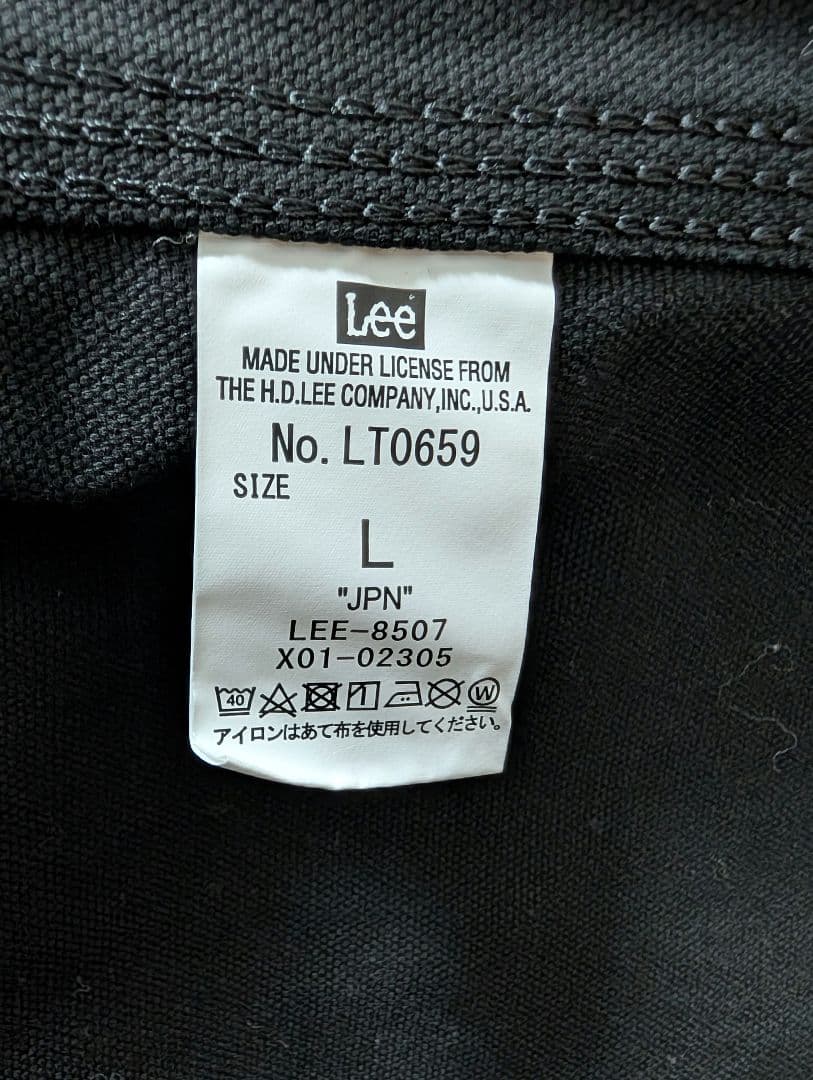 Lee
MADE UNDER LICENSE FROM
THE H.D.LEE COMPANY,INC.,U.S.A.
No. LT0659
SIZE
L
"JPN"
LEE-8507
X01-02305
40 W
アイロンはあて布を使用してください。